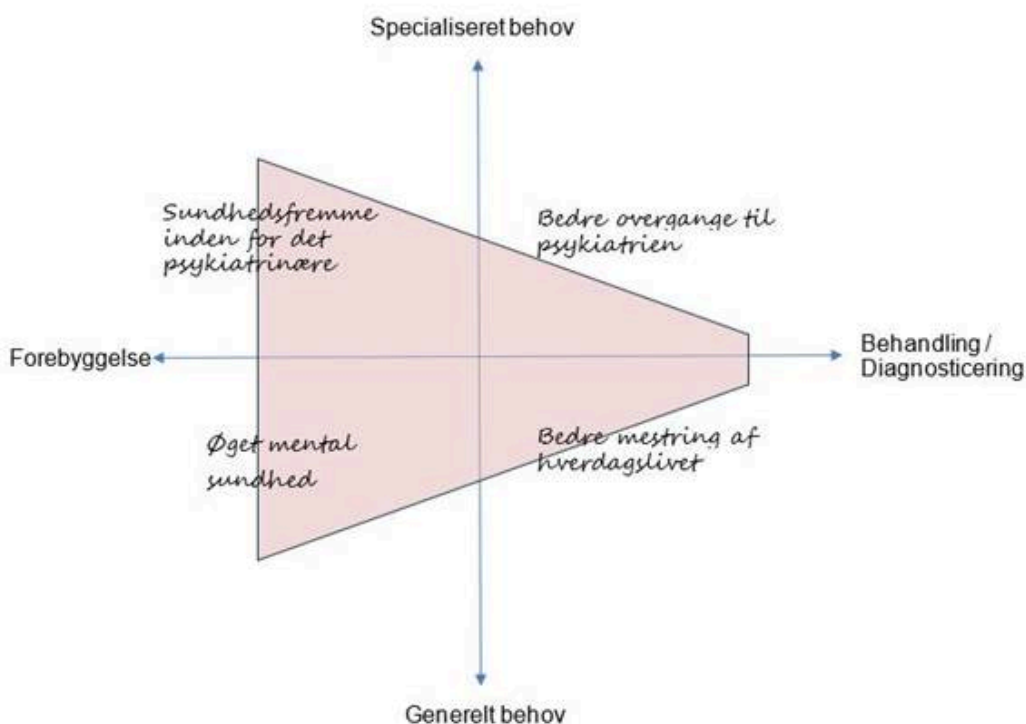 Specialiseret behov
Sundhedsfremme
inden for det
psykiatrinære
Bedre overgange til
psykiatrien
Forebyggelse
Behandling /
Diagnosticering
Øget mental
sundhed
Bedre mestring af
hverdagslivet
Generelt behov